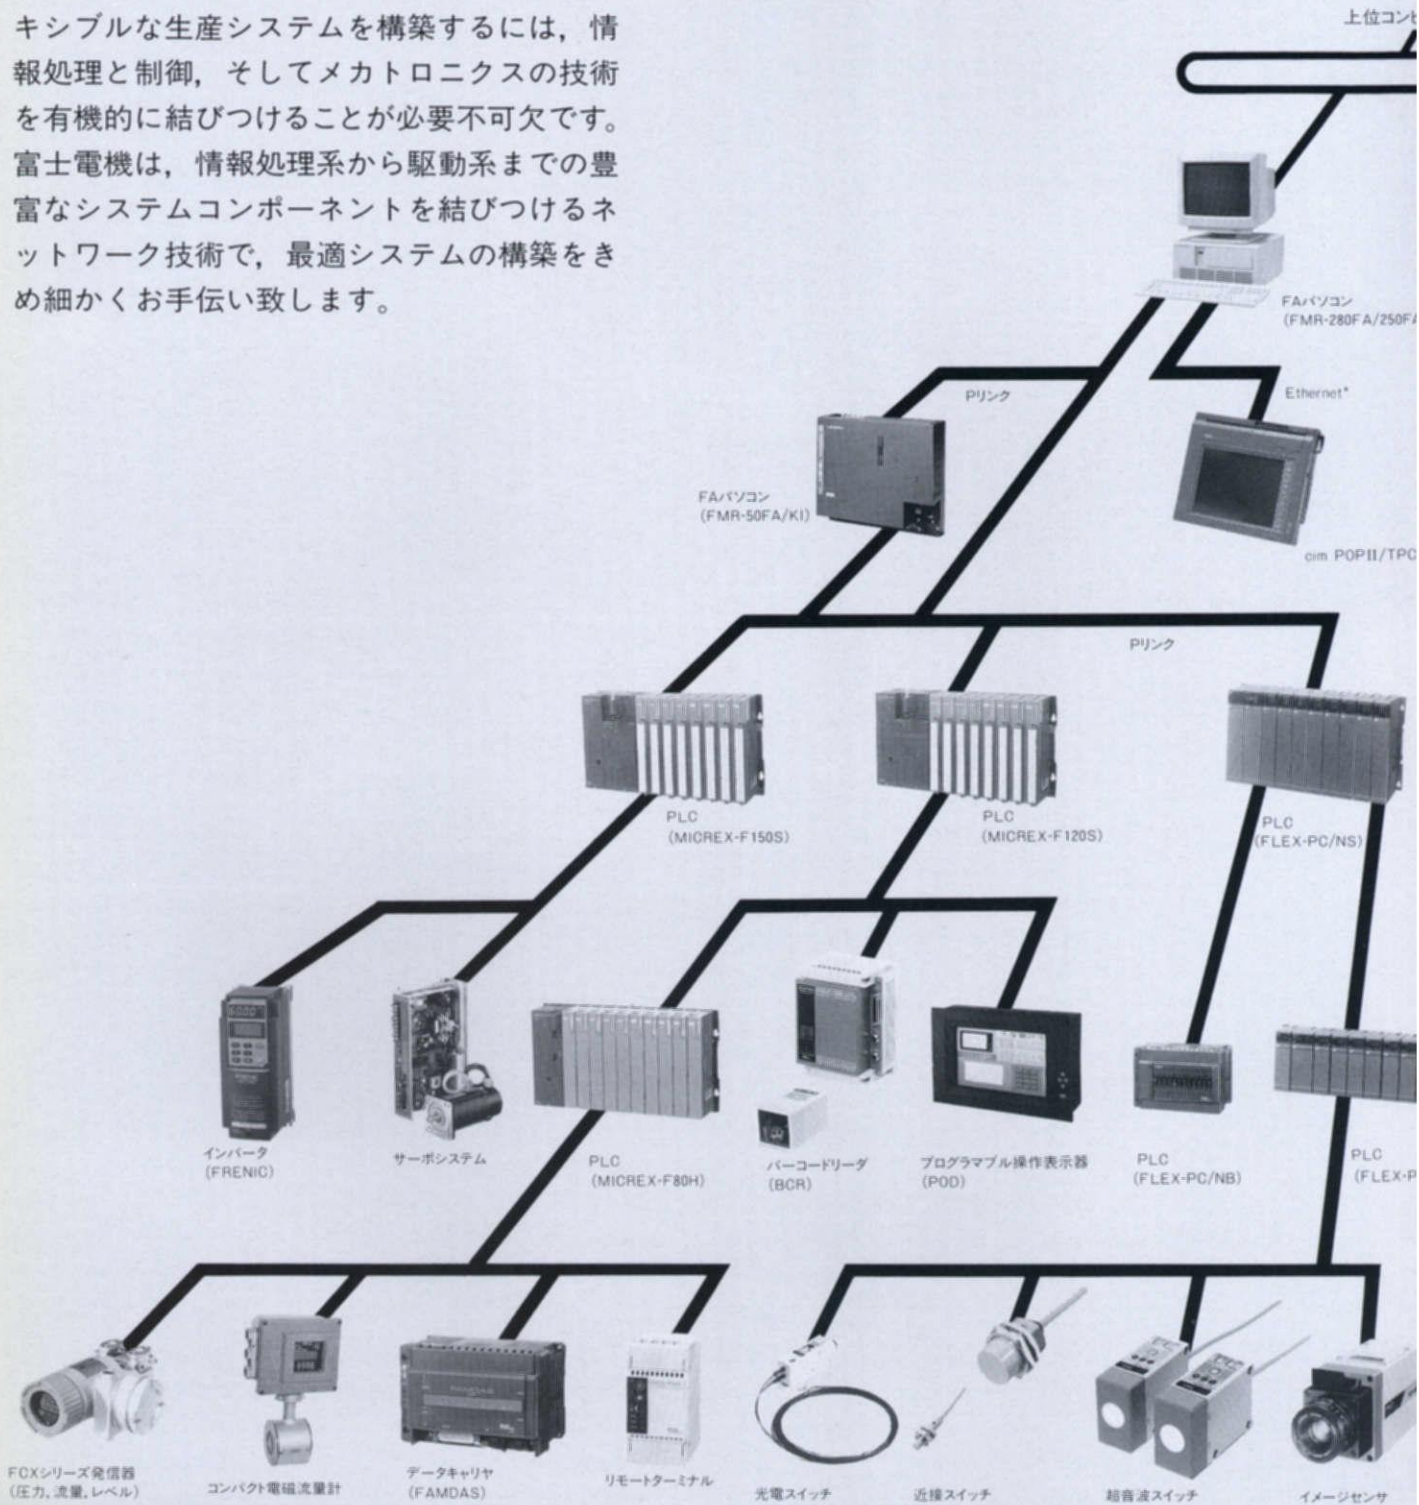 キシブルな生産システムを構築するには，情
報処理と制御，そしてメカトロニクスの技術
を有機的に結びつけることが必要不可欠です。
富士電機は，情報処理系から駆動系までの豊
富なシステムコンポーネントを結びつけるネ
ットワーク技術で，最適システムの構築をき
め細かくお手伝い致します。
上位コンピ
FAパソコン
(FMR-280FA/250FA
Pリンク
Ethernet*
FAパソコン
(FMR-50FA/KI)
cim POPII/TPC
Pリンク
PLC
(MICREX-F150S)
PLC
(MICREX-F120S)
PLC
(FLEX-PC/NS)
インバータ
(FRENIC)
サーボシステム
PLC
(MICREX-F80H)
バーコードリーダ
(BCR)
プログラマブル操作表示器
(POD)
PLC
(FLEX-PC/NB)
PLC
(FLEX-P
FCXシリーズ発信器
(圧力，流量，レベル)
コンパクト電磁流量計
データキャリヤ
(FAMDAS)
リモートターミナル
光電スイッチ
近接スイッチ
超音波スイッチ
イメージセンサ